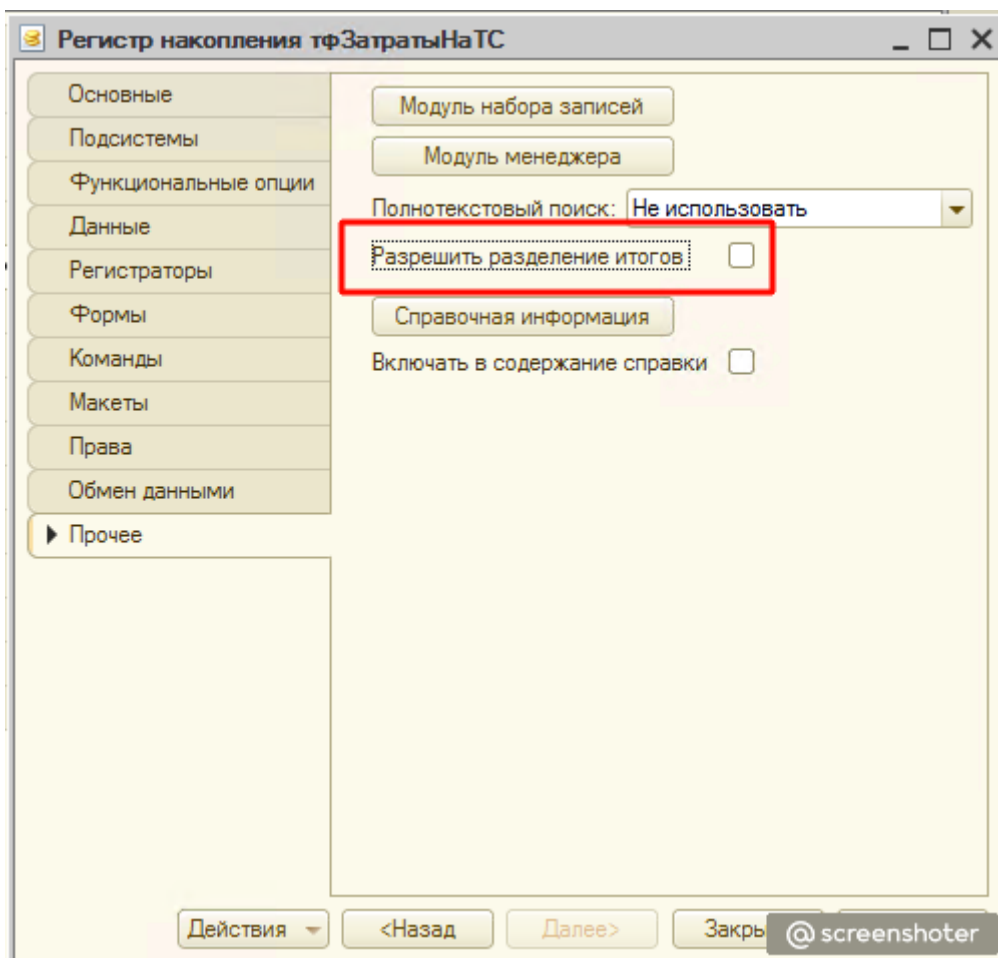 Регистр накопления тфЗатратыНаТС
Основные
Подсистемы
Функциональные опции
Данные
Регистраторы
Формы
Команды
Макеты
Права
Обмен данными
Прочее
Модуль набора записей
Модуль менеджера
Полнотекстовый поиск: Не использовать
Разрешить разделение итогов
Справочная информация
Включать в содержание справки
Действия <Назад Далее> Закры
@screenshoter